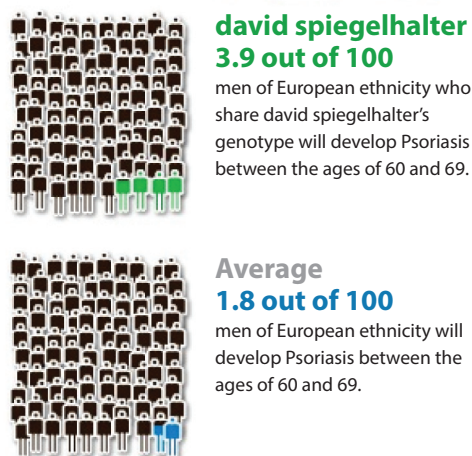 david spiegelhalter
3.9 out of 100
men of European ethnicity who
share david spiegelhalter's
genotype will develop Psoriasis
between the ages of 60 and 69.
Average
1.8 out of 100
men of European ethnicity will
develop Psoriasis between the
ages of 60 and 69.